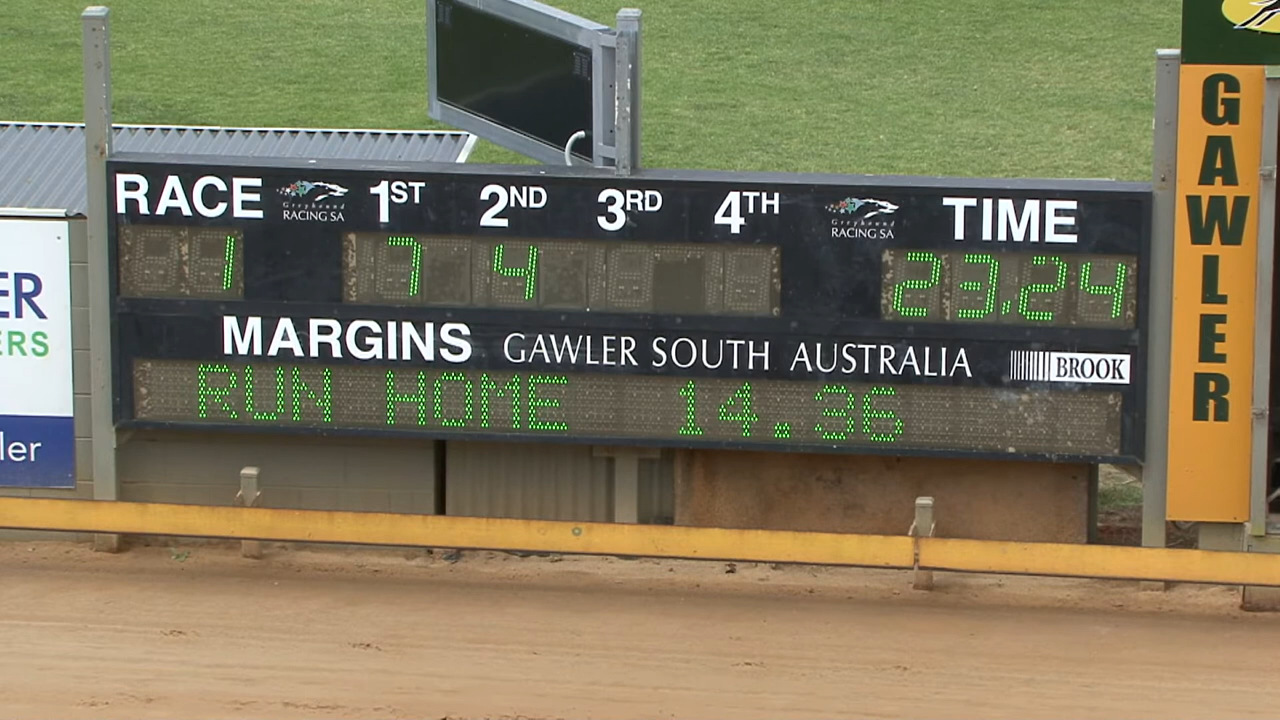 RACE Greyhound RACING SA 1ST 2ND 3RD 4TH Greyhound RACING SA TIME
1 7 4 23.24
MARGINS GAWLER SOUTH AUSTRALIA BROOK
RUN HOME 14.36
GAWLER
ER
ERS
ler